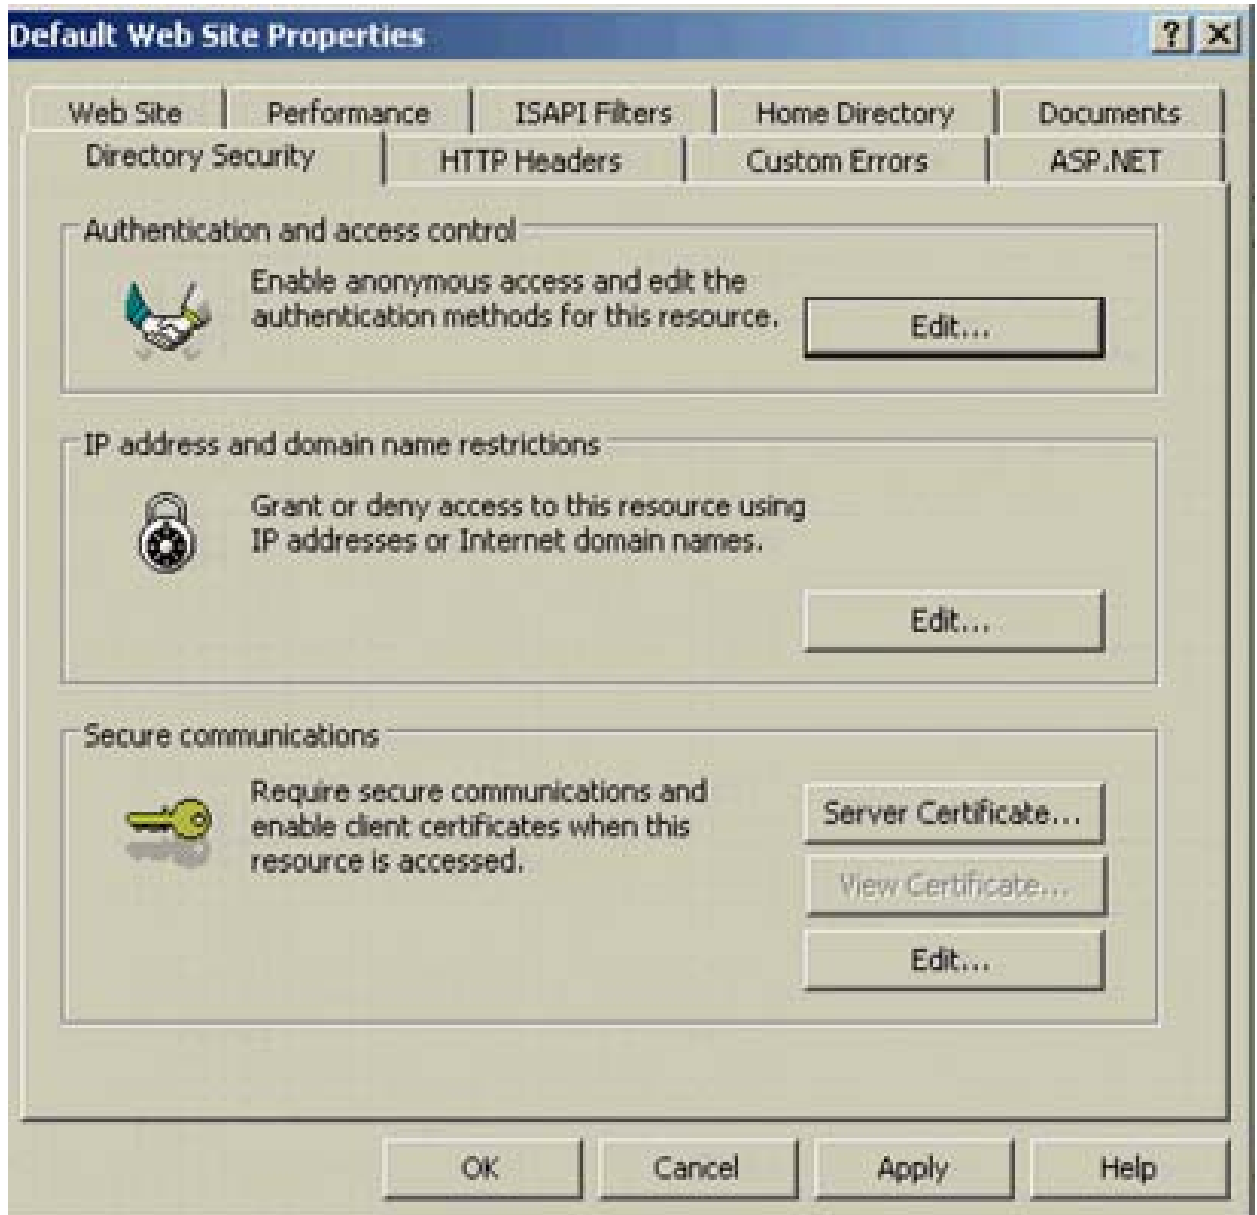 Default Web Site Properties
Web Site
Performance
ISAPI Filters
Home Directory
Documents
Directory Security
HTTP Headers
Custom Errors
ASP.NET
Authentication and access control
Enable anonymous access and edit the
authentication methods for this resource.
Edit...
IP address and domain name restrictions
Grant or deny access to this resource using
IP addresses or Internet domain names.
Edit...
Secure communications
Require secure communications and
enable client certificates when this
resource is accessed.
Server Certificate...
View Certificate...
Edit...
OK
Cancel
Apply
Help